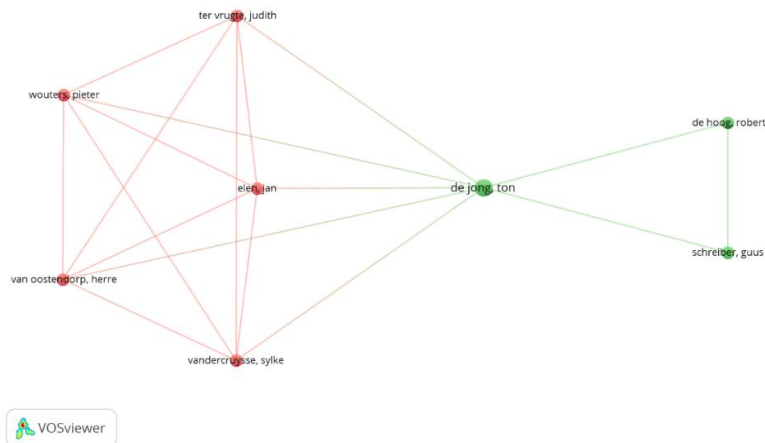 ter vrugte, judith
wouters, pieter
de hoog, robert
elen, jan
de jong, ton
schreiber, guus
van oostendorp, herre
vandercruysse, sylke
VOSviewer